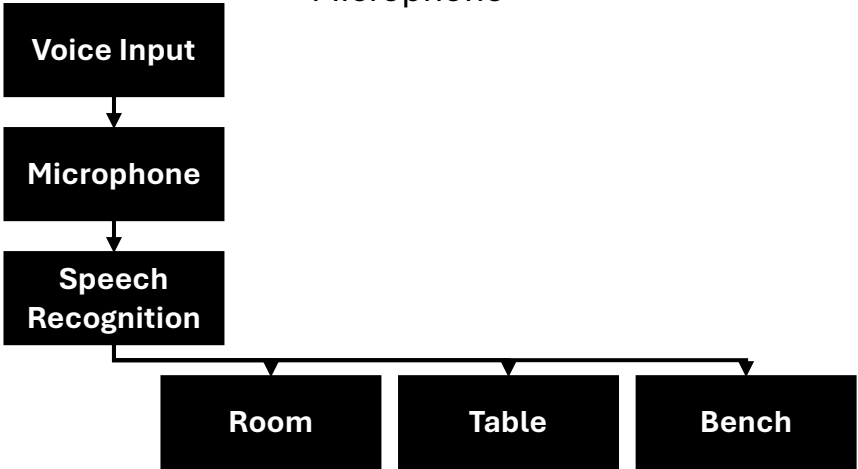 Microphone
Voice Input
Microphone
Speech
Recognition
Room
Table
Bench